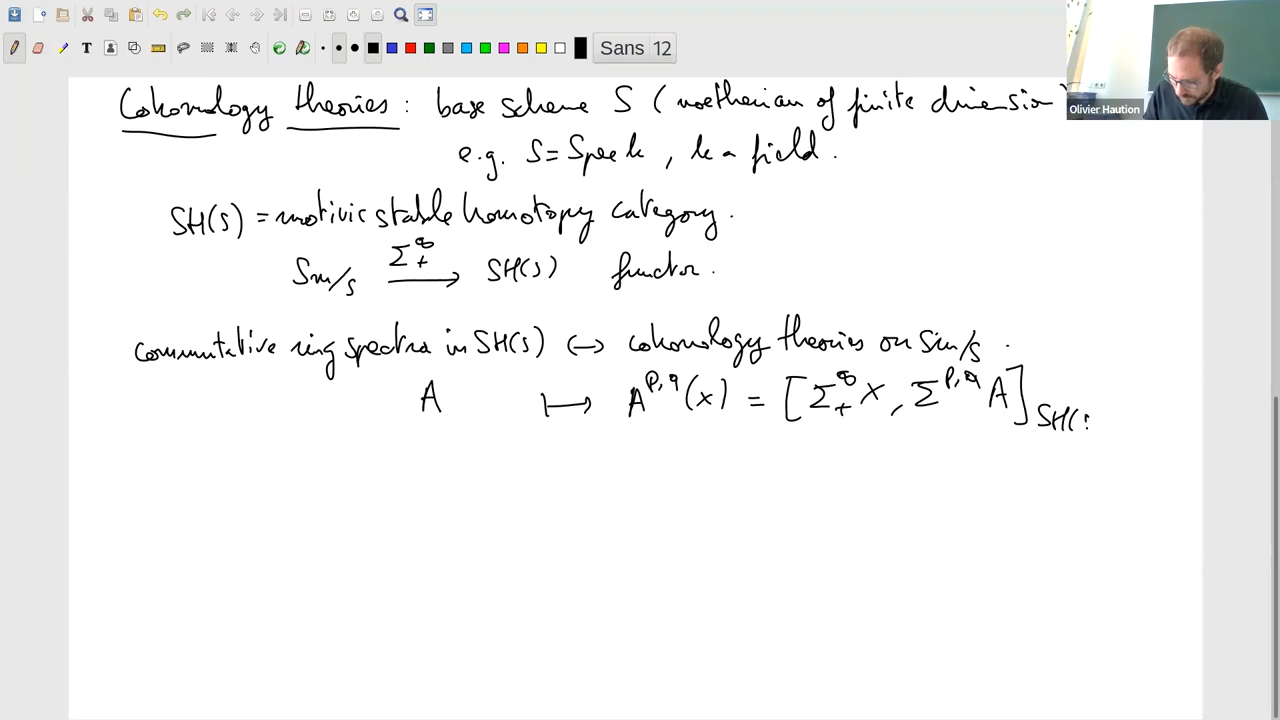 Sans 12
Olivier Haution
Cohomology theories : base scheme S (noetherian of finite dimension)
e.g. S = Spec k , k a field .
SH(S) = motivic stable homotopy category .
Sm/S ⟶ Σ^∞_+ SH(S) functor .
commutative ring spectra in SH(S) ↔ cohomology theories on Sm/S .
A ⟼ A^{p,q}(X) = [Σ^∞_+ X, Σ^{p,q} A]_{SH(